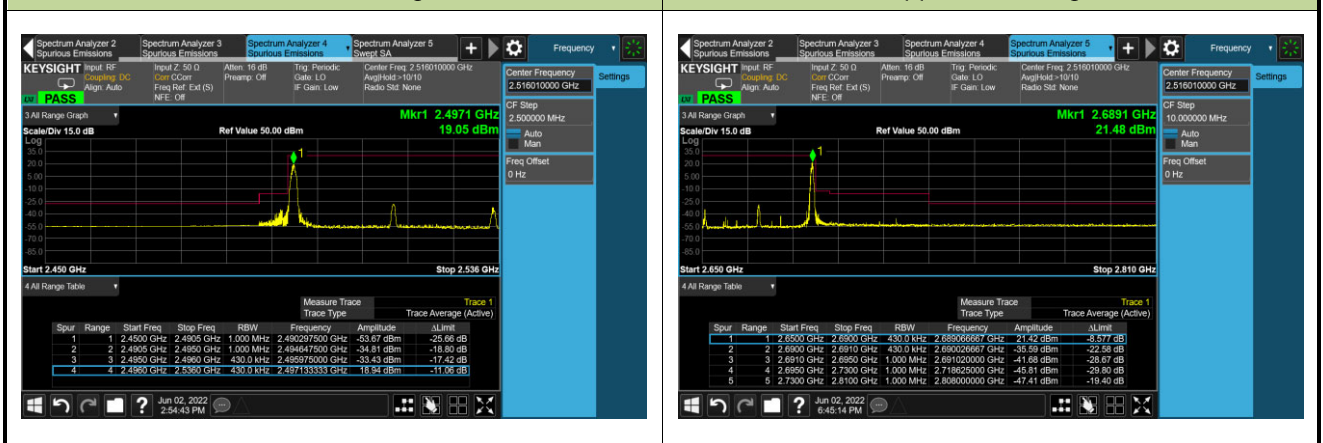 Spectrum Analyzer 2
Spurious Emissions
Spectrum Analyzer 3
Spurious Emissions
Spectrum Analyzer 4
Spurious Emissions
Spectrum Analyzer 5
Swept SA
Frequency
KEYSIGHT
Input: RF
Coupling: DC
Align: Auto
Input Z: 50 Ω
Corr CCorr
Freq Ref: Ext (S)
NFE: Off
Atten: 16 dB
Preamp: Off
Trig: Periodic
Gate: LO
IF Gain: Low
Center Freq: 2.516010000 GHz
Avg|Hold:>10/10
Radio Std: None
PASS
Center Frequency
2.516010000 GHz
Settings
CF Step
2.500000 MHz
Auto
Man
Freq Offset
0 Hz
3 All Range Graph
Mkr1 2.4971 GHz
Scale/Div 15.0 dB
Ref Value 50.00 dBm
19.05 dBm
Log
35.0
20.0
5.00
-10.0
-25.0
-40.0
-55.0
-70.0
-85.0
1
Start 2.450 GHz
Stop 2.536 GHz
4 All Range Table
Measure Trace Trace 1
Trace Type Trace Average (Active)
Spur Range Start Freq Stop Freq RBW Frequency Amplitude ΔLimit
1 1 2.4500 GHz 2.4905 GHz 1.000 MHz 2.490297500 GHz -53.67 dBm -25.66 dB
2 2 2.4905 GHz 2.4950 GHz 1.000 MHz 2.494647500 GHz -34.81 dBm -18.80 dB
3 3 2.4950 GHz 2.4960 GHz 430.0 kHz 2.495975000 GHz -33.43 dBm -17.42 dB
4 4 2.4960 GHz 2.5360 GHz 430.0 kHz 2.497133333 GHz 18.94 dBm -11.06 dB
?
Jun 02, 2022
2:54:43 PM
Spectrum Analyzer 2
Spurious Emissions
Spectrum Analyzer 3
Spurious Emissions
Spectrum Analyzer 4
Spurious Emissions
Spectrum Analyzer 5
Spurious Emissions
Frequency
KEYSIGHT
Input: RF
Coupling: DC
Align: Auto
Input Z: 50 Ω
Corr CCorr
Freq Ref: Ext (S)
NFE: Off
Atten: 16 dB
Preamp: Off
Trig: Periodic
Gate: LO
IF Gain: Low
Center Freq: 2.516010000 GHz
Avg|Hold:>10/10
Radio Std: None
PASS
Center Frequency
2.516010000 GHz
Settings
CF Step
10.000000 MHz
Auto
Man
Freq Offset
0 Hz
3 All Range Graph
Mkr1 2.6891 GHz
Scale/Div 15.0 dB
Ref Value 50.00 dBm
21.48 dBm
Log
35.0
20.0
5.00
-10.0
-25.0
-40.0
-55.0
-70.0
-85.0
1
Start 2.650 GHz
Stop 2.810 GHz
4 All Range Table
Measure Trace Trace 1
Trace Type Trace Average (Active)
Spur Range Start Freq Stop Freq RBW Frequency Amplitude ΔLimit
1 1 2.6500 GHz 2.6900 GHz 430.0 kHz 2.689066667 GHz 21.42 dBm -8.577 dB
2 2 2.6900 GHz 2.6910 GHz 430.0 kHz 2.690026667 GHz -35.59 dBm -22.58 dB
3 3 2.6910 GHz 2.6950 GHz 1.000 MHz 2.691020000 GHz -41.68 dBm -28.67 dB
4 4 2.6950 GHz 2.7300 GHz 1.000 MHz 2.718625000 GHz -45.81 dBm -29.80 dB
5 5 2.7300 GHz 2.8100 GHz 1.000 MHz 2.808000000 GHz -47.41 dBm -19.40 dB
?
Jun 02, 2022
6:45:14 PM